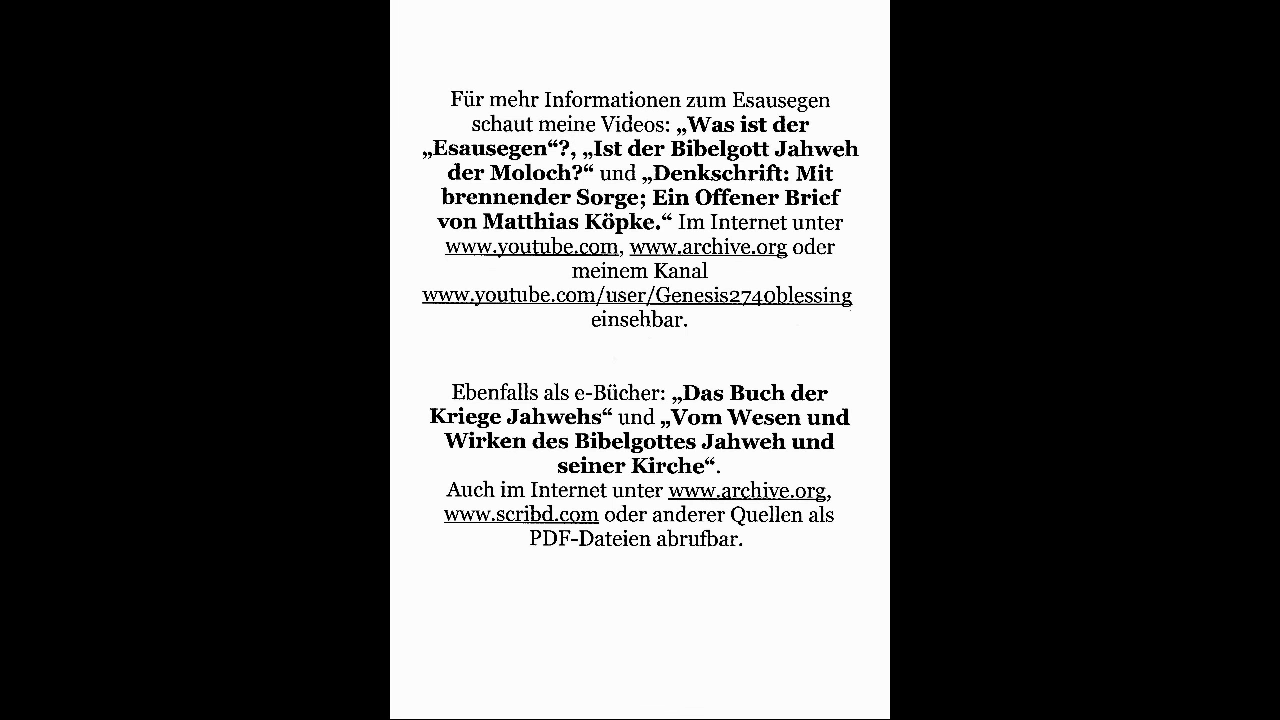 Für mehr Informationen zum Esausegen
schaut meine Videos: „Was ist der
„Esausegen“?, „Ist der Bibelgott Jahweh
der Moloch?“ und „Denkschrift: Mit
brennender Sorge; Ein Offener Brief
von Matthias Köpke.“ Im Internet unter
www.youtube.com, www.archive.org oder
meinem Kanal
www.youtube.com/user/Genesis2740blessing
einsehbar.
Ebenfalls als e-Bücher: „Das Buch der
Kriege Jahwehs“ und „Vom Wesen und
Wirken des Bibelgottes Jahweh und
seiner Kirche“.
Auch im Internet unter www.archive.org,
www.scribd.com oder anderer Quellen als
PDF-Dateien abrufbar.